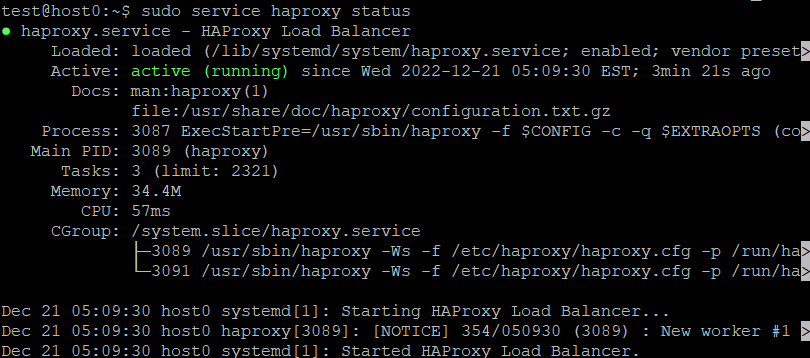 test@host0:~$ sudo service haproxy status
● haproxy.service - HAProxy Load Balancer
     Loaded: loaded (/lib/systemd/system/haproxy.service; enabled; vendor preset>
     Active: active (running) since Wed 2022-12-21 05:09:30 EST; 3min 21s ago
       Docs: man:haproxy(1)
             file:/usr/share/doc/haproxy/configuration.txt.gz
    Process: 3087 ExecStartPre=/usr/sbin/haproxy -f $CONFIG -c -q $EXTRAOPTS (co>
   Main PID: 3089 (haproxy)
      Tasks: 3 (limit: 2321)
     Memory: 34.4M
        CPU: 57ms
     CGroup: /system.slice/haproxy.service
             ├─3089 /usr/sbin/haproxy -Ws -f /etc/haproxy/haproxy.cfg -p /run/ha>
             └─3091 /usr/sbin/haproxy -Ws -f /etc/haproxy/haproxy.cfg -p /run/ha>
Dec 21 05:09:30 host0 systemd[1]: Starting HAProxy Load Balancer...
Dec 21 05:09:30 host0 haproxy[3089]: [NOTICE] 354/050930 (3089) : New worker #1 >
Dec 21 05:09:30 host0 systemd[1]: Started HAProxy Load Balancer.